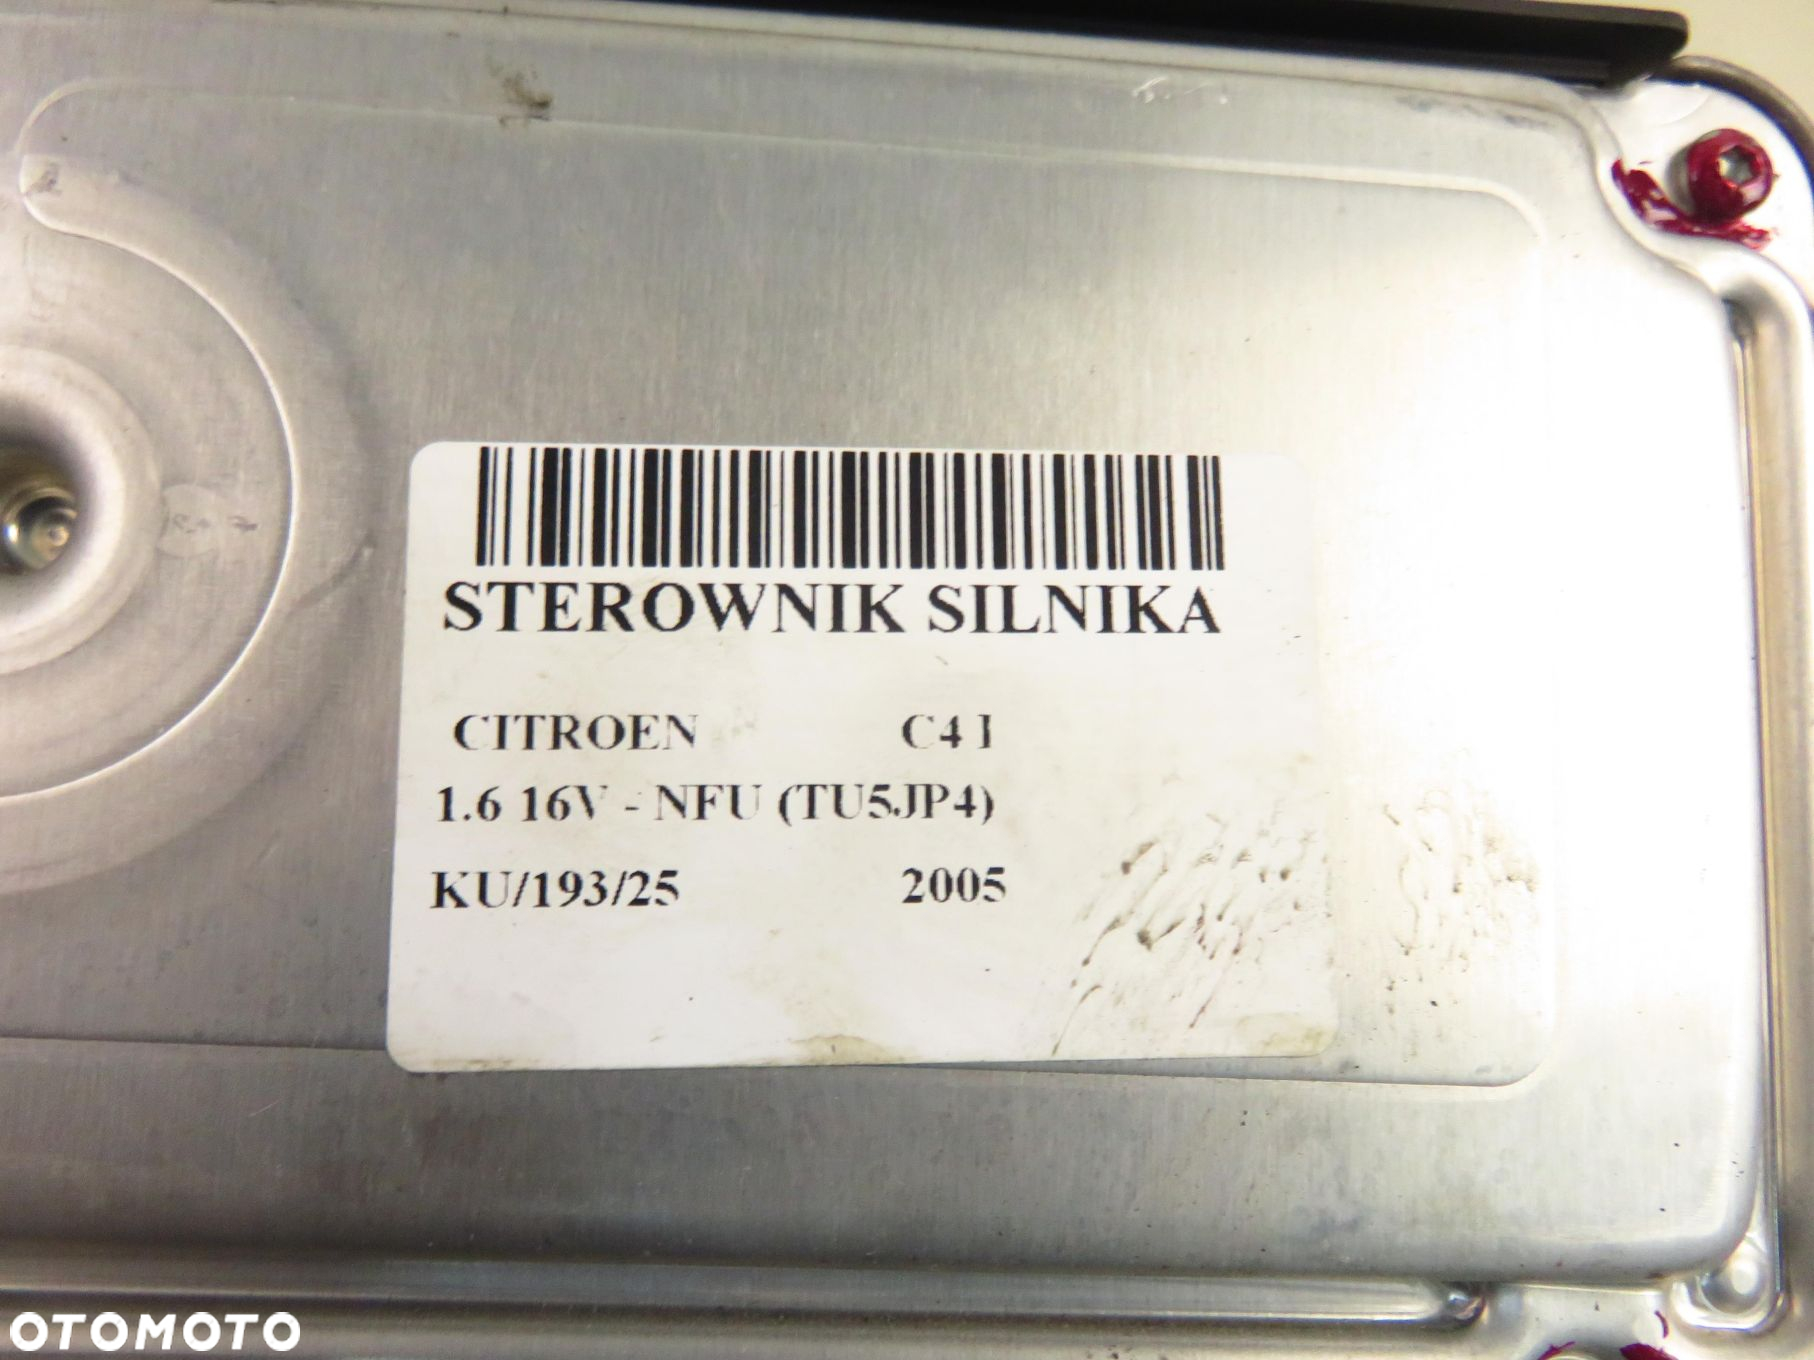 STEROWNIK SILNIKA
CITROEN C4 I
1.6 16V - NFU (TU5JP4)
KU/193/25 2005
OTOMOTO